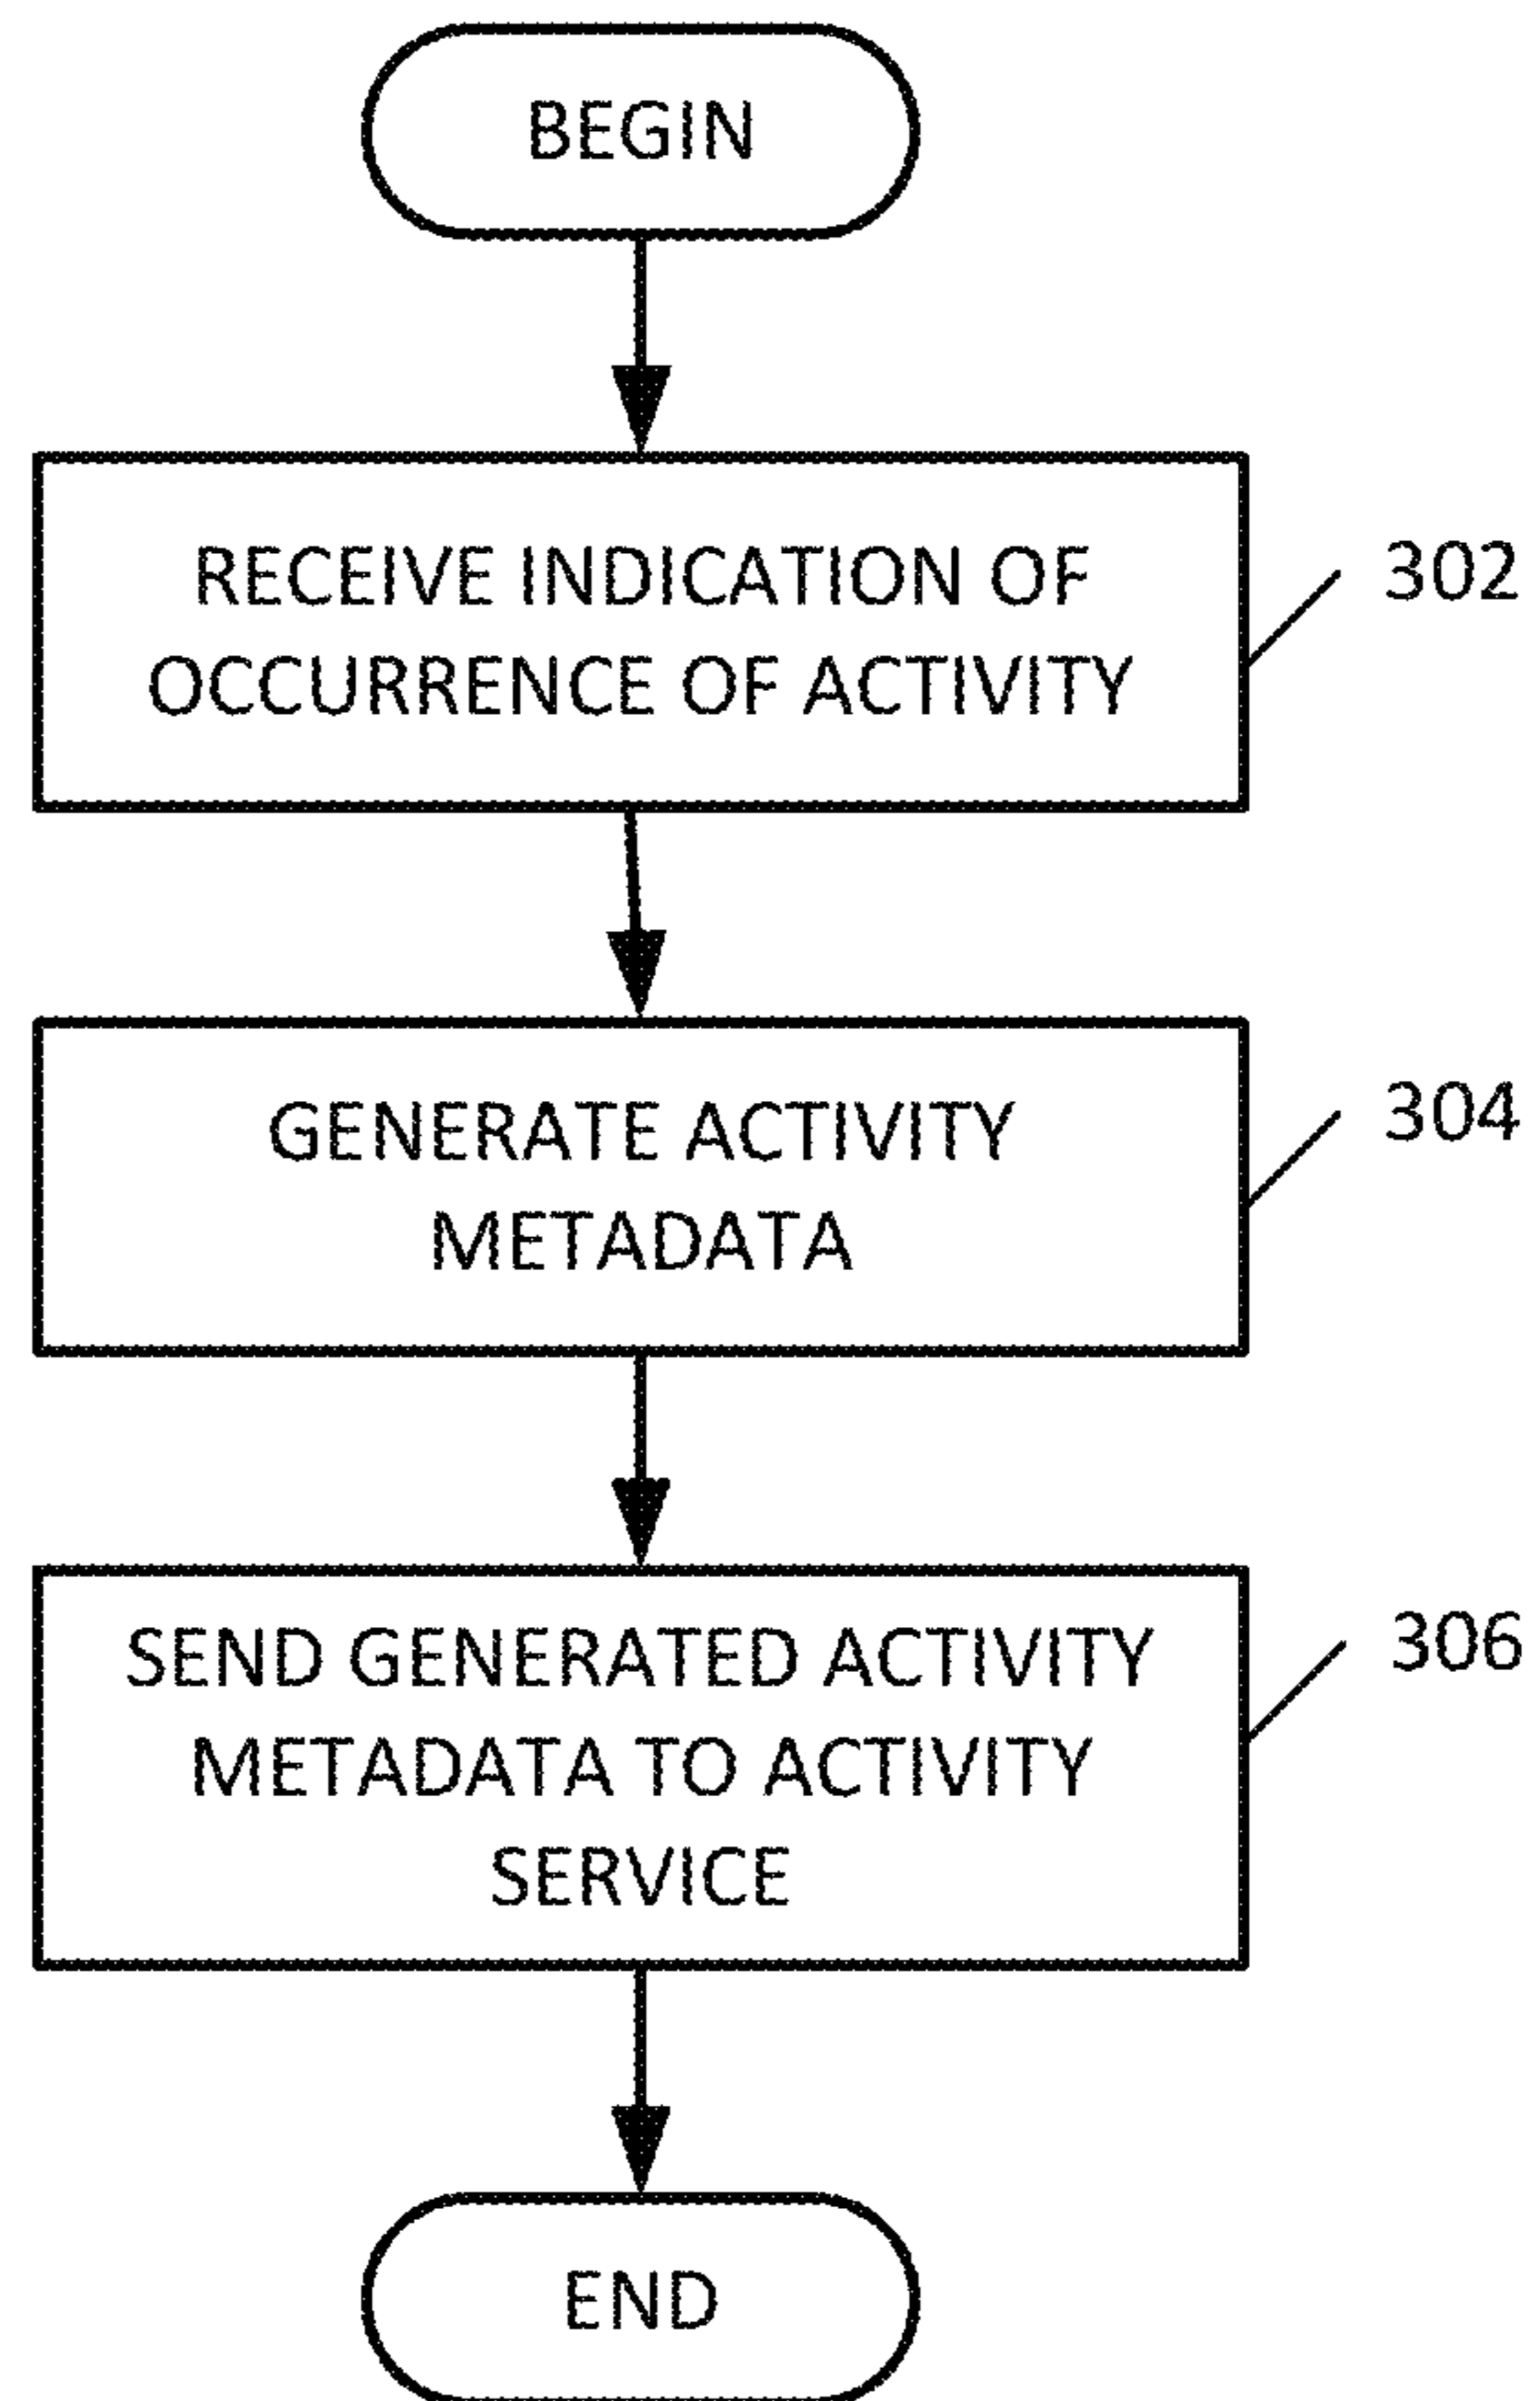 BEGIN
RECEIVE INDICATION OF
OCCURRENCE OF ACTIVITY
302
GENERATE ACTIVITY
METADATA
304
SEND GENERATED ACTIVITY
METADATA TO ACTIVITY
SERVICE
306
END